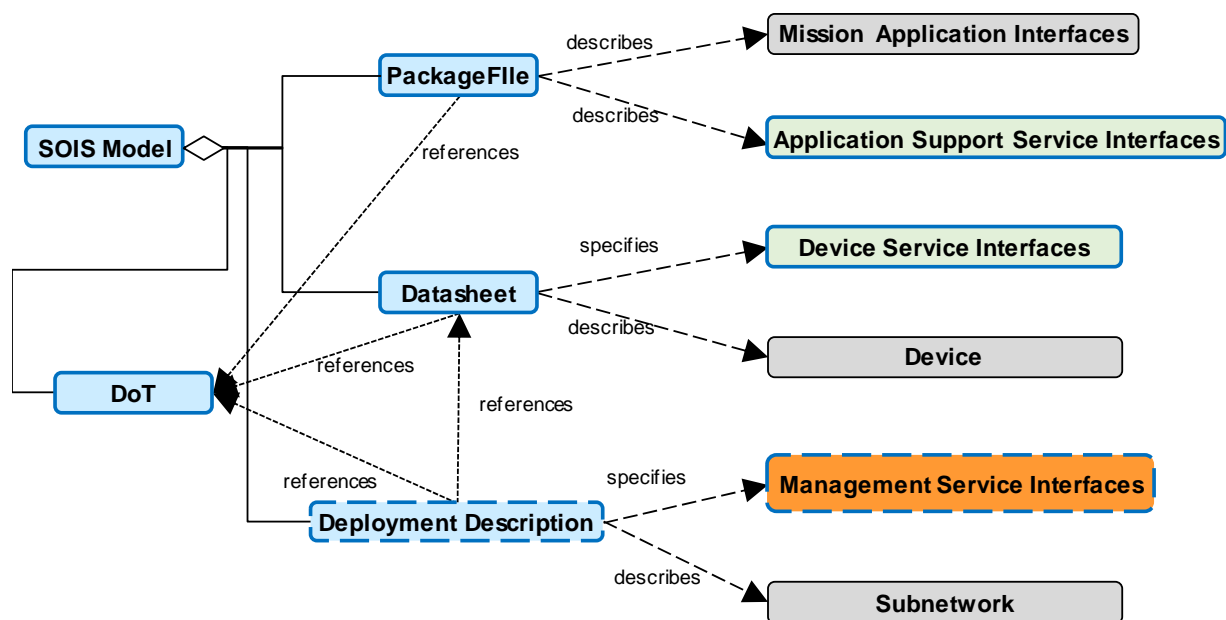 describes
Mission Application Interfaces
PackageFIle
describes
Application Support Service Interfaces
SOIS Model
references
specifies
Device Service Interfaces
Datasheet
describes
Device
references
DoT
references
specifies
Management Service Interfaces
references
Deployment Description
describes
Subnetwork